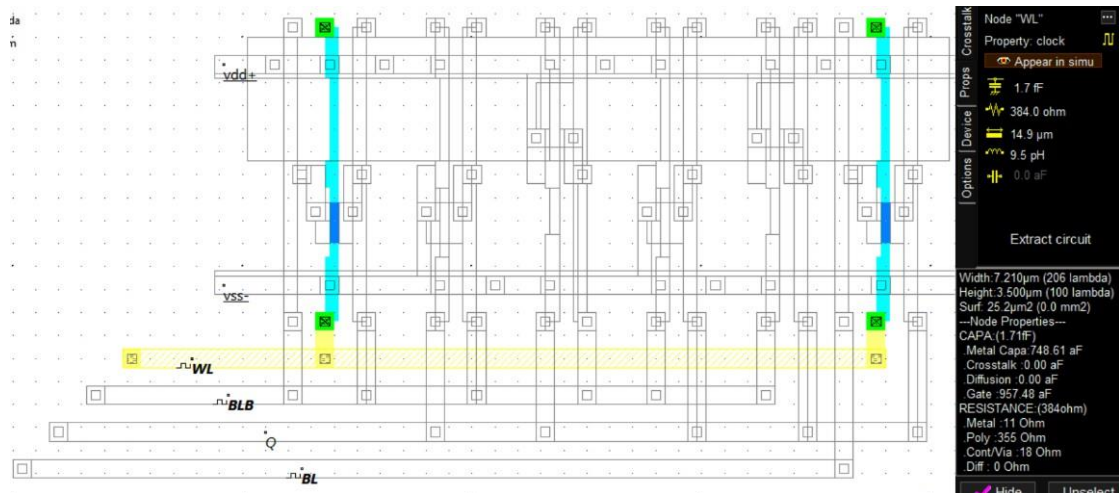 da
m
vdd+
vss-
WL
BLB
Q
BL
Crosstalk
Props
Device
Options
Node "WL"
...
Property: clock
Appear in simu
1.7 fF
384.0 ohm
14.9 µm
9.5 pH
0.0 aF
Extract circuit
Width:7.210µm (206 lambda)
Height:3.500µm (100 lambda)
Surf: 25.2µm2 (0.0 mm2)
---Node Properties---
CAPA:(1.71fF)
.Metal Capa:748.61 aF
.Crosstalk :0.00 aF
.Diffusion :0.00 aF
.Gate :957.48 aF
RESISTANCE:(384ohm)
.Metal :11 Ohm
.Poly :355 Ohm
.Cont/Via :18 Ohm
.Diff : 0 Ohm
Hide Unselect